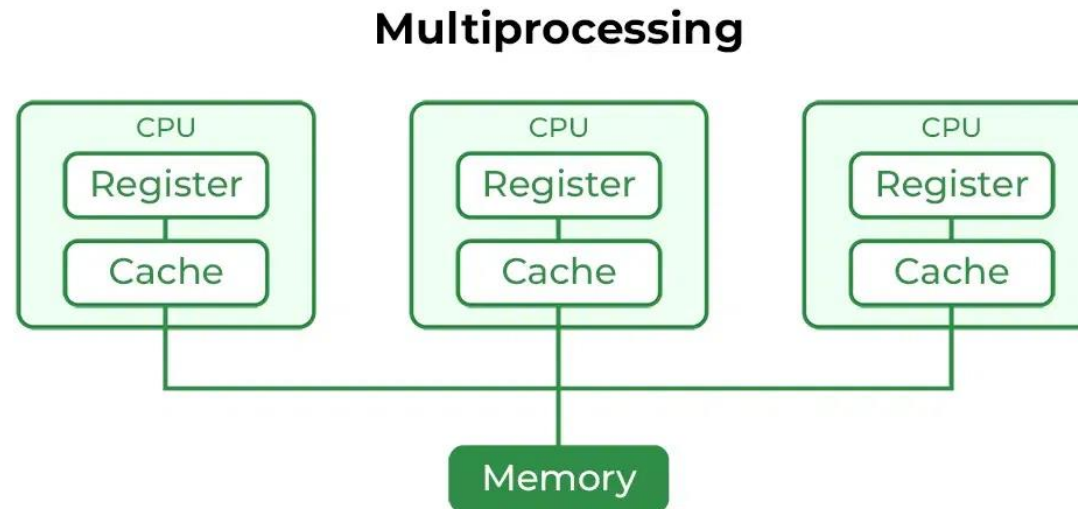 Multiprocessing
CPU
CPU
CPU
Register
Register
Register
Cache
Cache
Cache
Memory